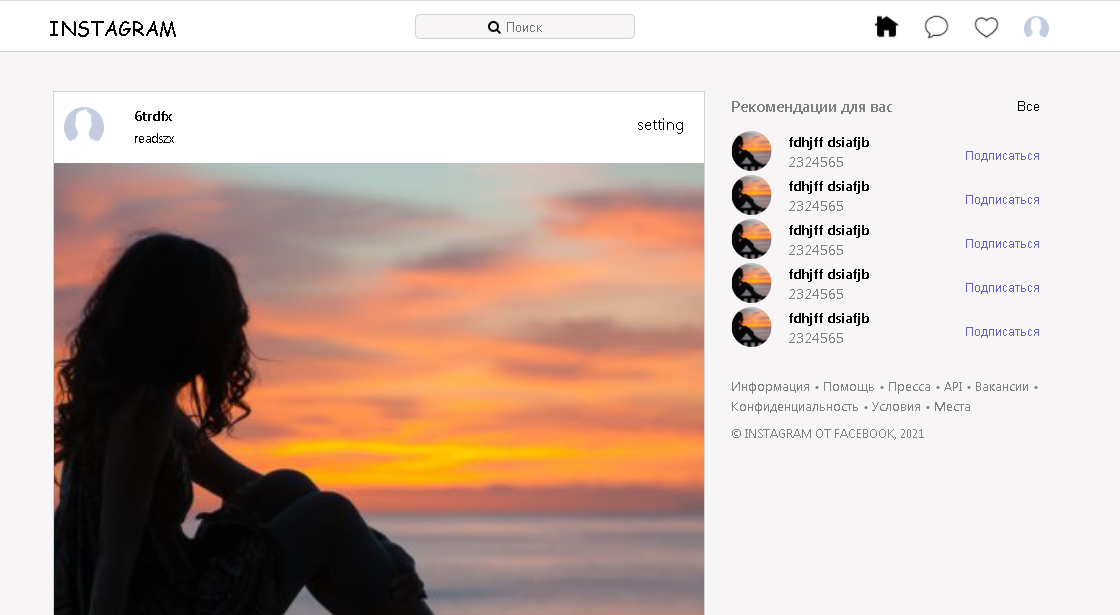 INSTAGRAM
Поиск
6trdfx
readszx
setting
Рекомендации для вас
Все
fdhjff dsiafjb
2324565
Подписаться
fdhjff dsiafjb
2324565
Подписаться
fdhjff dsiafjb
2324565
Подписаться
fdhjff dsiafjb
2324565
Подписаться
fdhjff dsiafjb
2324565
Подписаться
Информация • Помощь • Пресса • API • Вакансии •
Конфиденциальность • Условия • Места
© INSTAGRAM ОТ FACEBOOK, 2021